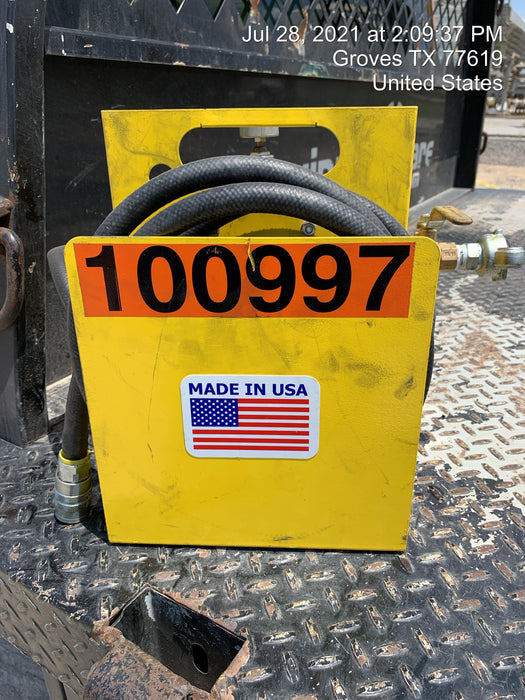 Jul 28, 2021 at 2:09:37 PM
Groves TX 77619
United States
100997
MADE IN USA